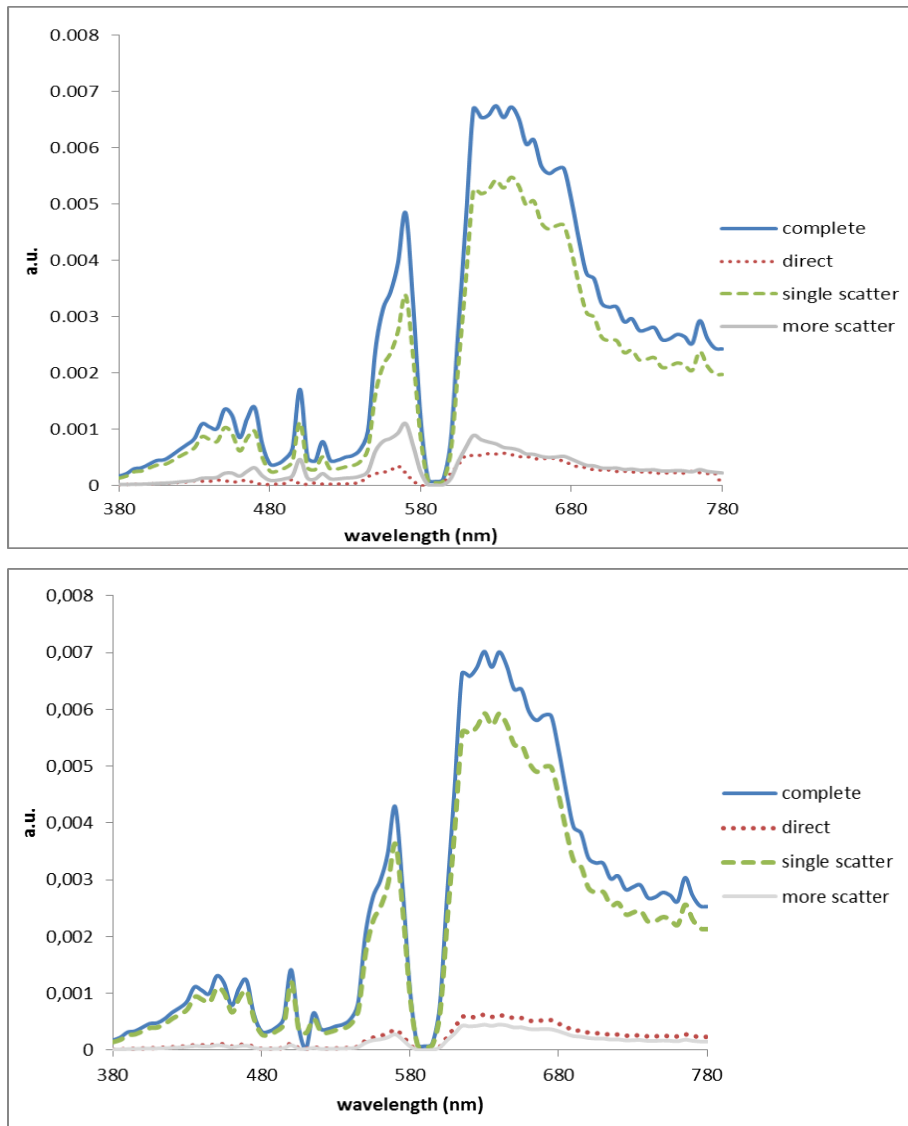 0.008
0.007
0.006
0.005
0.004
0.003
0.002
0.001
0
a.u.
380
480
580
680
780
wavelength (nm)
complete
direct
single scatter
more scatter
0,008
0,007
0,006
0,005
0,004
0,003
0,002
0,001
0
a.u.
380
480
580
680
780
wavelength (nm)
complete
direct
single scatter
more scatter